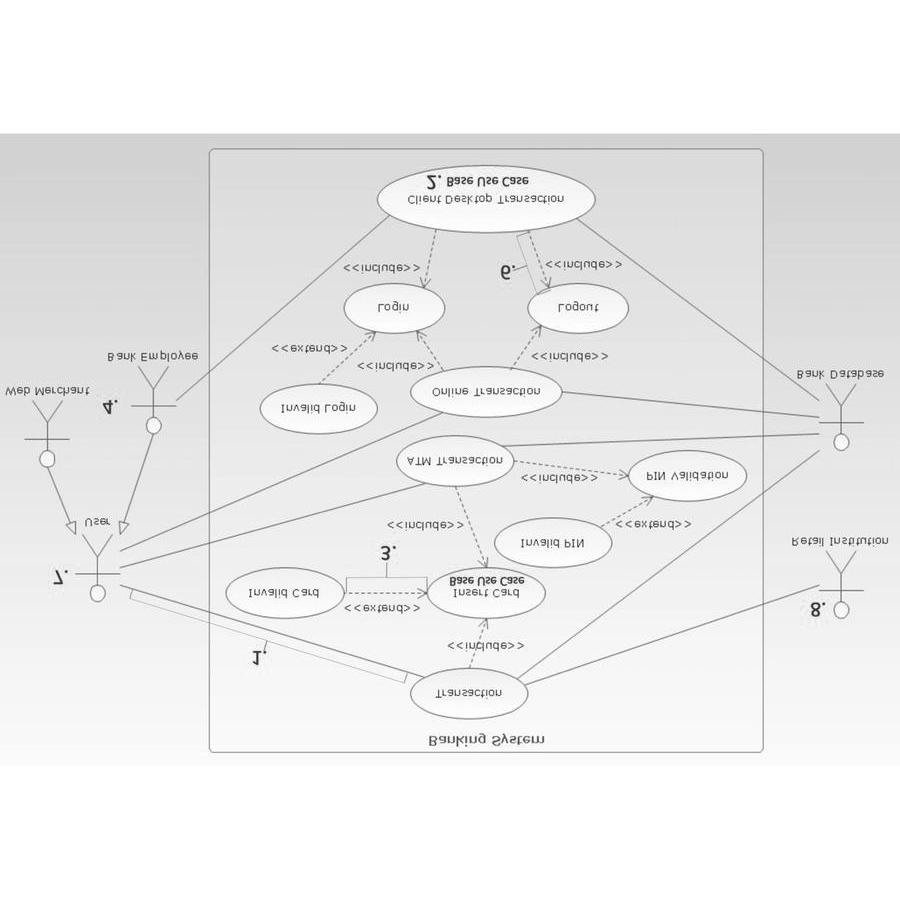 Banking System
Transaction
1.
<<include>>
8.
<<extend>>
Invalid Card
Insert Card
Base Use Case
7.
3.
Invalid PIN
Retail Institution
<<include>>
<<extend>>
User
<<include>>
PIN Validation
ATM Transaction
Invalid Login
4.
Online Transaction
Web Merchant
Bank Database
<<include>>
<<include>>
Bank Employee
<<extend>>
Login
Logout
6.
<<include>>
<<include>>
Client Desktop Transaction
2. Base Use Case